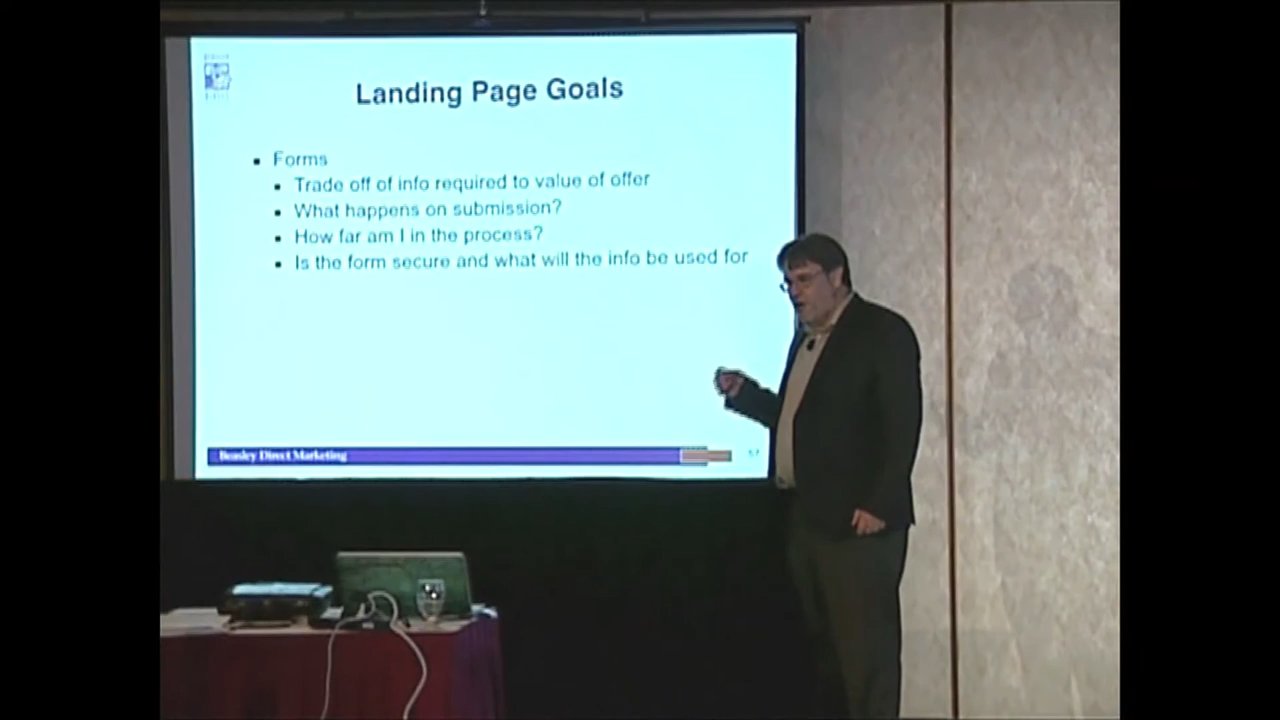 Landing Page Goals
Forms
Trade off of info required to value of offer
What happens on submission?
How far am I in the process?
Is the form secure and what will the info be used for
Beasley Direct Marketing